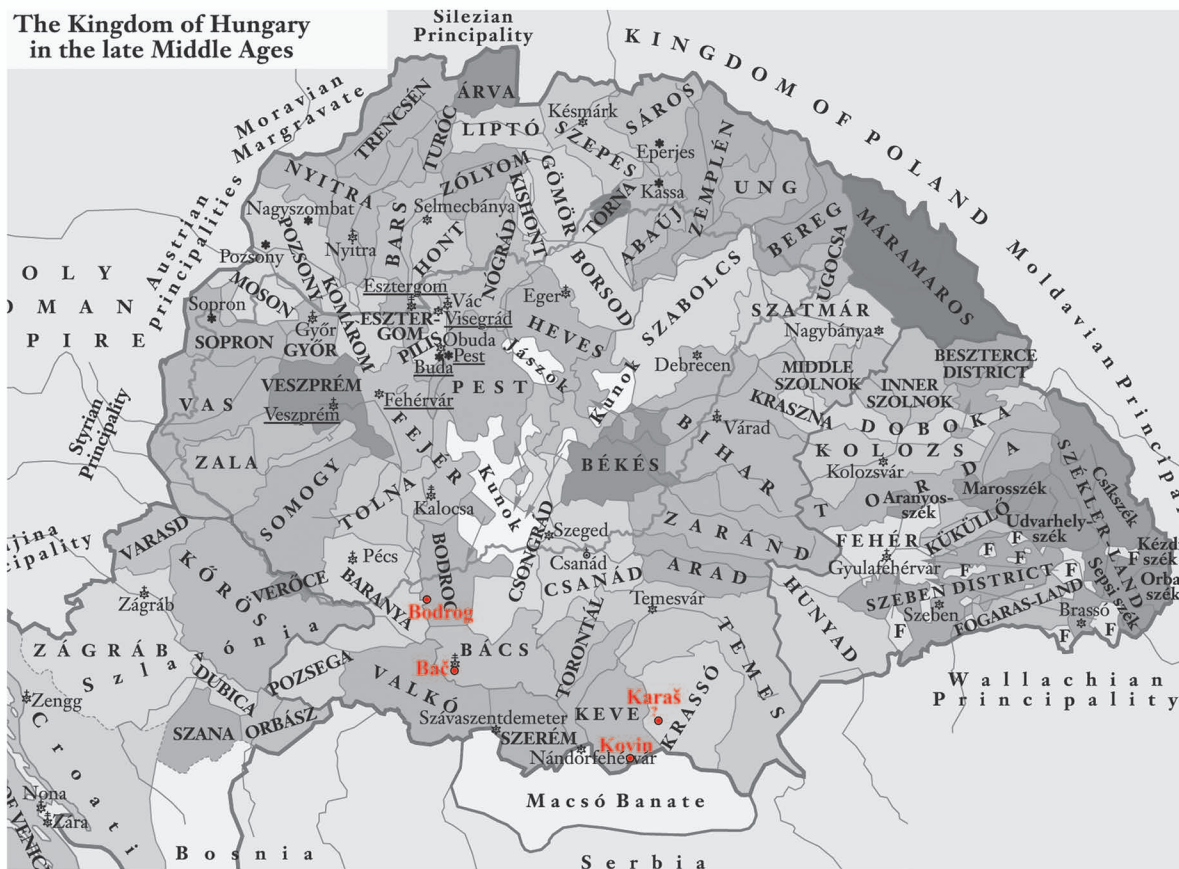 The Kingdom of Hungary
in the late Middle Ages
Silezian
Principality
KINGDOM OF POLAND
Moravian
Margravate
Austrian
principalities
Moldavian Principa
OLY
OMAN
PIRE
Styrian
Principality
ÁRVA
TRENCSÉN
TURÓC
LIPTÓ
Késmárk
SZEPES
SÁROS
Eperjes
Kassa
ZEMPLÉN
UNG
NYITRA
Nagyszombat
ZÓLYOM
Selmecbánya
KISHONT
GÖMÖR
TORNA
ABAÚJ
BEREG
UGOCSA
MÁRAMAROS
Pozsony
POZSONY
Nyitra
BARS
HONT
NÓGRÁD
BORSOD
SZABOLCS
MOSON
Sopron
SOPRON
Győr
GYŐR
KOMÁROM
Esztergom
ESZTER-
GOM
Vác
Visegrád
PILIS
Óbuda
Pest
Buda
Eger
HEVES
Jászok
PEST
Kunok
Debrecen
SZATMÁR
Nagybánya
BESZTERCE
DISTRICT
MIDDLE
SZOLNOK
INNER
SZOLNOK
KRASZNA
DOBOKA
VAS
VESZPRÉM
Veszprém
Fehérvár
FEJÉR
ZALA
SOMOGY
TOLNA
Kalocsa
Kunok
BÉKÉS
Várad
BIHAR
KOLOZS
Kolozsvár
TORDA
Aranyos-
szék
Marosszék
SZÉKLER-LAND
Csíkszék
Udvarhely-
szék
KÜKÜLLŐ
Kézdi
szék
Orba
szék
Sepsi szék
FEHÉR
Gyulafehérvár
F
F
F
F
F
F
F
F
SZEBEN DISTRICT
Szeben
FOGARAS-LAND
Brassó
ZARÁND
ARAD
CSONGRÁD
Szeged
Csanád
CSANÁD
Temesvár
HUNYAD
TEMES
VARASD
KŐRÖS
Zágráb
ZÁGRÁB
Szlavónia
VERŐCE
Pécs
BARANYA
BODROG
Bodrog
BÁCS
Bač
TORONTÁL
POZSEGA
VALKÓ
DUBICA
SZANA
ORBÁSZ
Szávaszentdemeter
SZERÉM
KEVE
Karaš
?
KRASSÓ
Kovin
Nándorfehérvár
Macsó Banate
Wallachian
Principality
Zengg
Croati
Nona
Zára
OF VENIC
Bosnia
Serbia